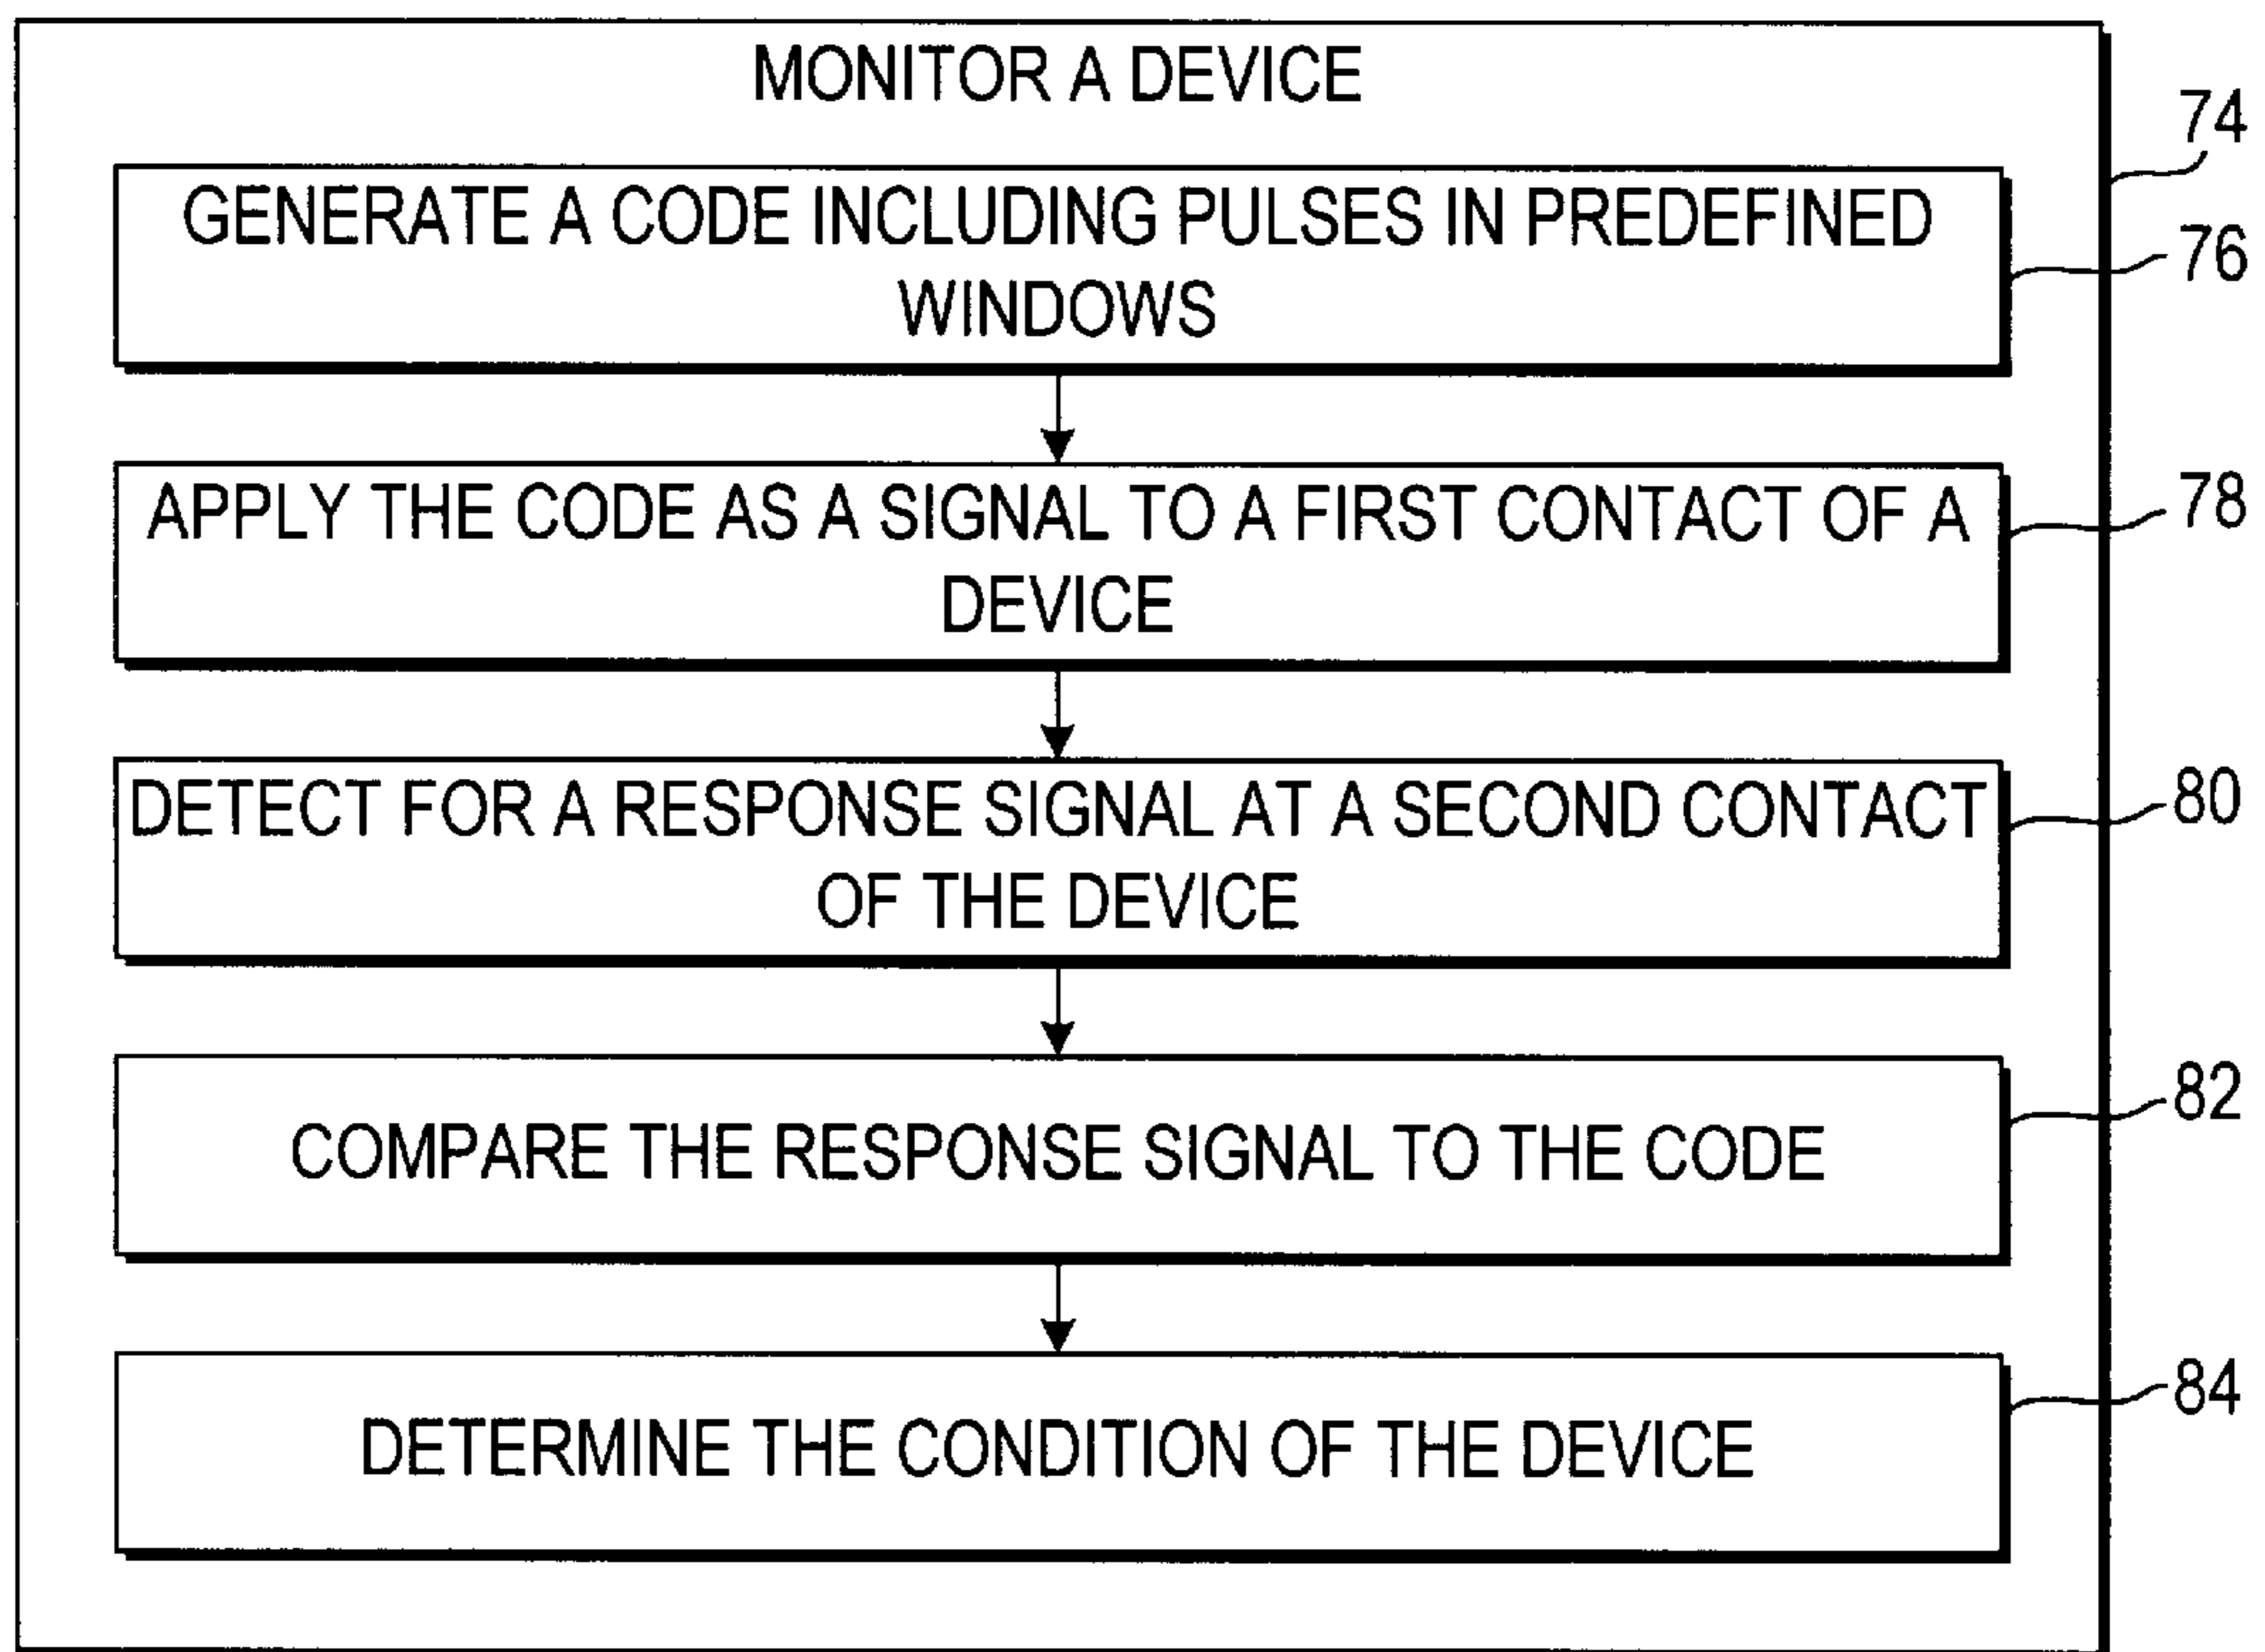 MONITOR A DEVICE
74
GENERATE A CODE INCLUDING PULSES IN PREDEFINED
WINDOWS
76
APPLY THE CODE AS A SIGNAL TO A FIRST CONTACT OF A
DEVICE
78
DETECT FOR A RESPONSE SIGNAL AT A SECOND CONTACT
OF THE DEVICE
80
COMPARE THE RESPONSE SIGNAL TO THE CODE
82
DETERMINE THE CONDITION OF THE DEVICE
84